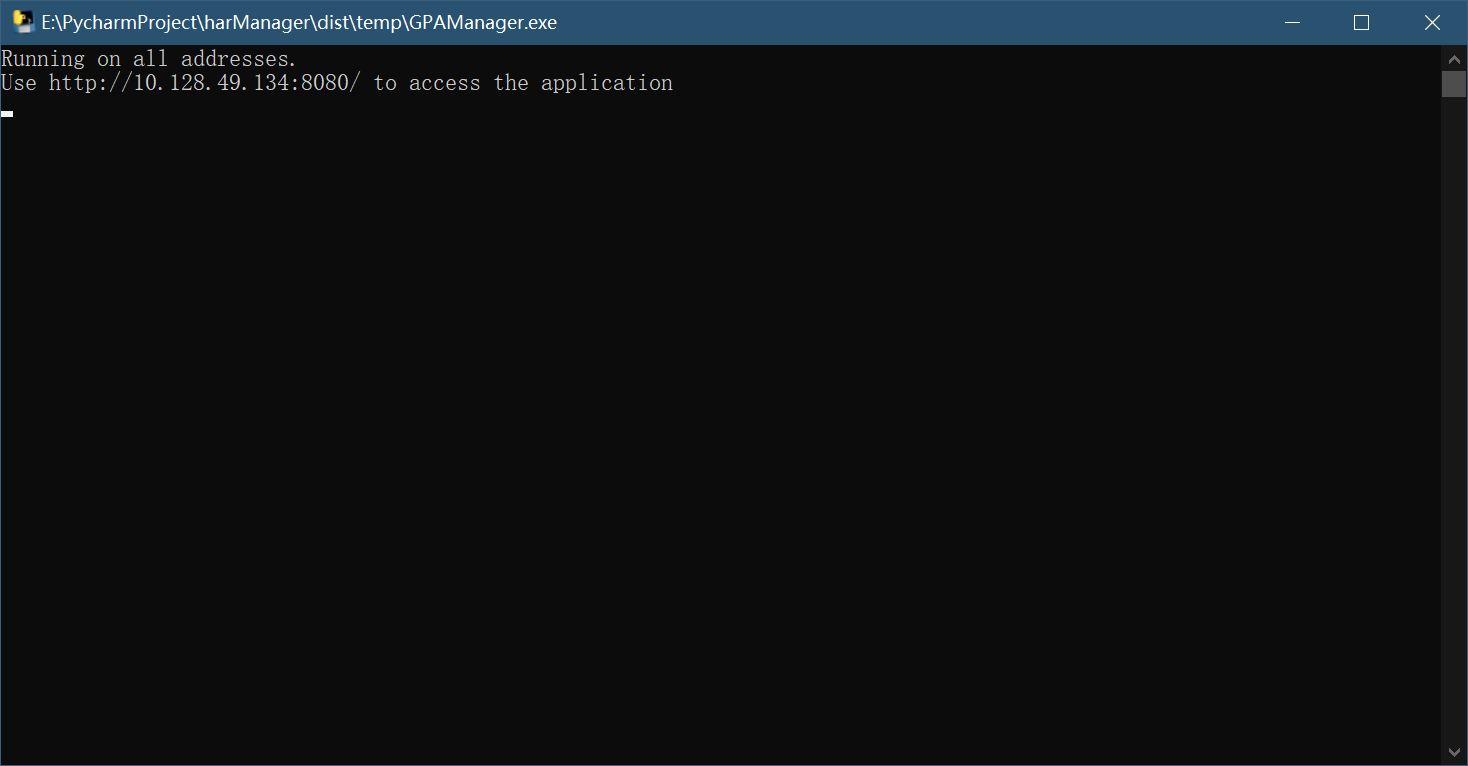 E:\PycharmProject\harManager\dist\temp\GPAManager.exe
Running on all addresses.
Use http://10.128.49.134:8080/ to access the application